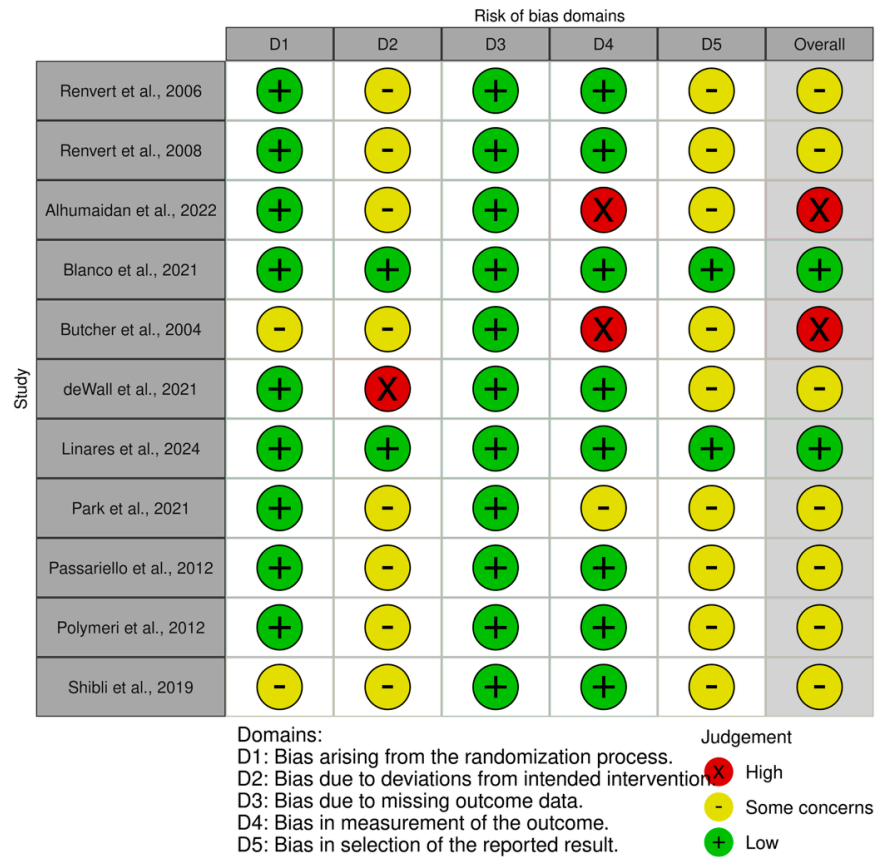 Risk of bias domains
D1 D2 D3 D4 D5 Overall
Study
Renvert et al., 2006 + - + + - -
Renvert et al., 2008 + - + + - -
Alhumaidan et al., 2022 + - + X - X
Blanco et al., 2021 + + + + + +
Butcher et al., 2004 - - + X - X
deWall et al., 2021 + X + + - -
Linares et al., 2024 + + + + + +
Park et al., 2021 + - + - - -
Passariello et al., 2012 + - + + - -
Polymeri et al., 2012 + - + + - -
Shibli et al., 2019 - - + + - -
Domains:
D1: Bias arising from the randomization process.
D2: Bias due to deviations from intended intervention.
D3: Bias due to missing outcome data.
D4: Bias in measurement of the outcome.
D5: Bias in selection of the reported result.
Judgement
X High
- Some concerns
+ Low